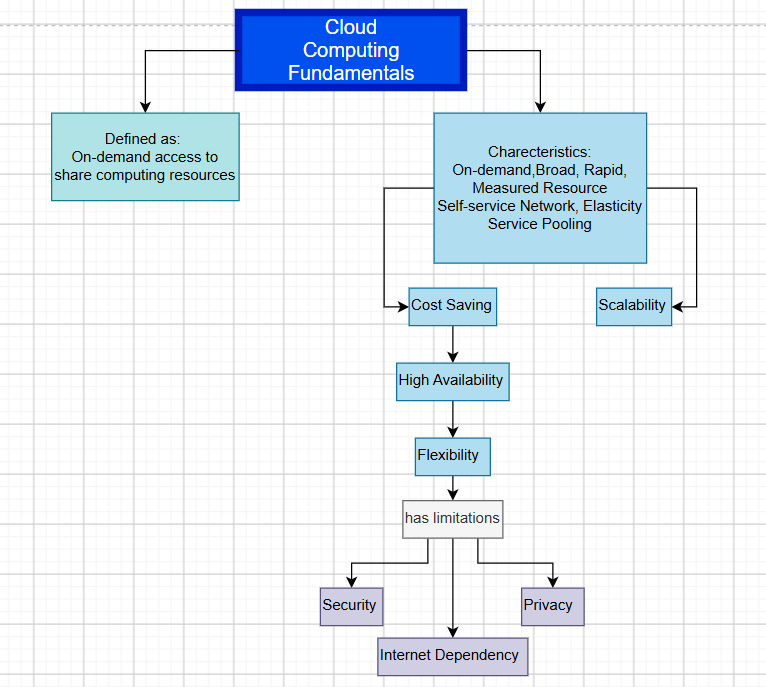 Cloud
Computing
Fundamentals
Defined as:
On-demand access to
share computing resources
Charecteristics:
On-demand,Broad, Rapid,
Measured Resource
Self-service Network, Elasticity
Service Pooling
Cost Saving
Scalability
High Availability
Flexibility
has limitations
Security
Privacy
Internet Dependency